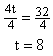 4t/4 = 32/4
t = 8